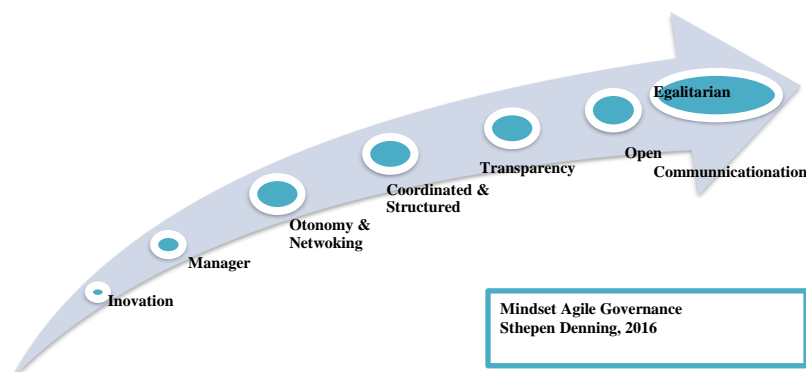 Inovation
Manager
Otonomy &
Netwoking
Coordinated &
Structured
Transparency
Open
Communnicationation
Egalitarian
Mindset Agile Governance
Sthepen Denning, 2016